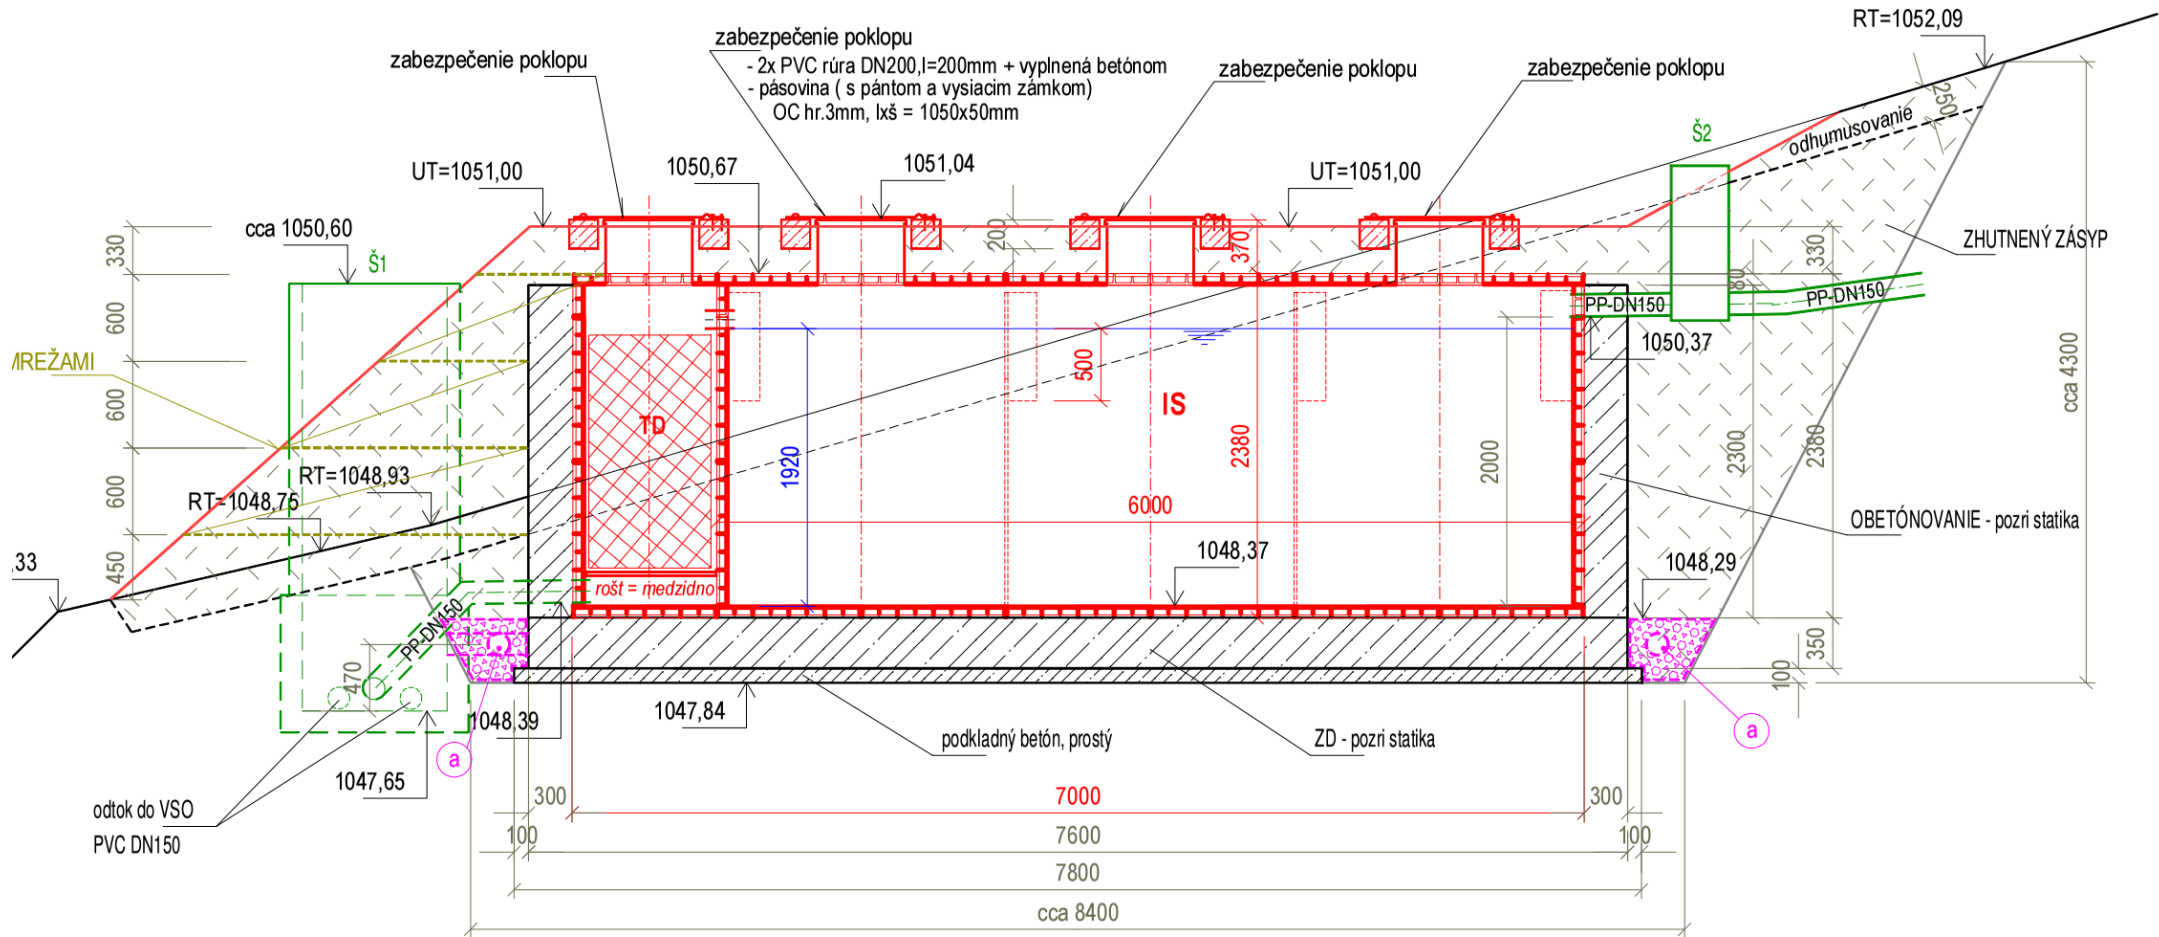 RT=1052,09
zabezpečenie poklopu
- 2x PVC rúra DN200,l=200mm + vyplnená betónom
- pásovina ( s pántom a vysiacim zámkom)
OC hr.3mm, lxš = 1050x50mm
zabezpečenie poklopu
zabezpečenie poklopu
zabezpečenie poklopu
250
odhumusovanie
Š2
UT=1051,00
1050,67
1051,04
UT=1051,00
cca 1050,60
Š1
330
200
370
330
ZHUTNENÝ ZÁSYP
80
PP-DN150
PP-DN150
600
1050,37
MREŽAMI
500
cca 4300
600
TD
IS
1920
2380
2000
2300
2380
RT=1048,93
RT=1048,75
600
6000
OBETÓNOVANIE - pozri statika
,33
450
1048,37
1048,29
rošt = medzidno
PP-DN150
470
350
100
1048,39
1047,84
podkladný betón, prostý
ZD - pozri statika
a
a
1047,65
odtok do VSO
PVC DN150
300
7000
300
100
7600
100
7800
cca 8400